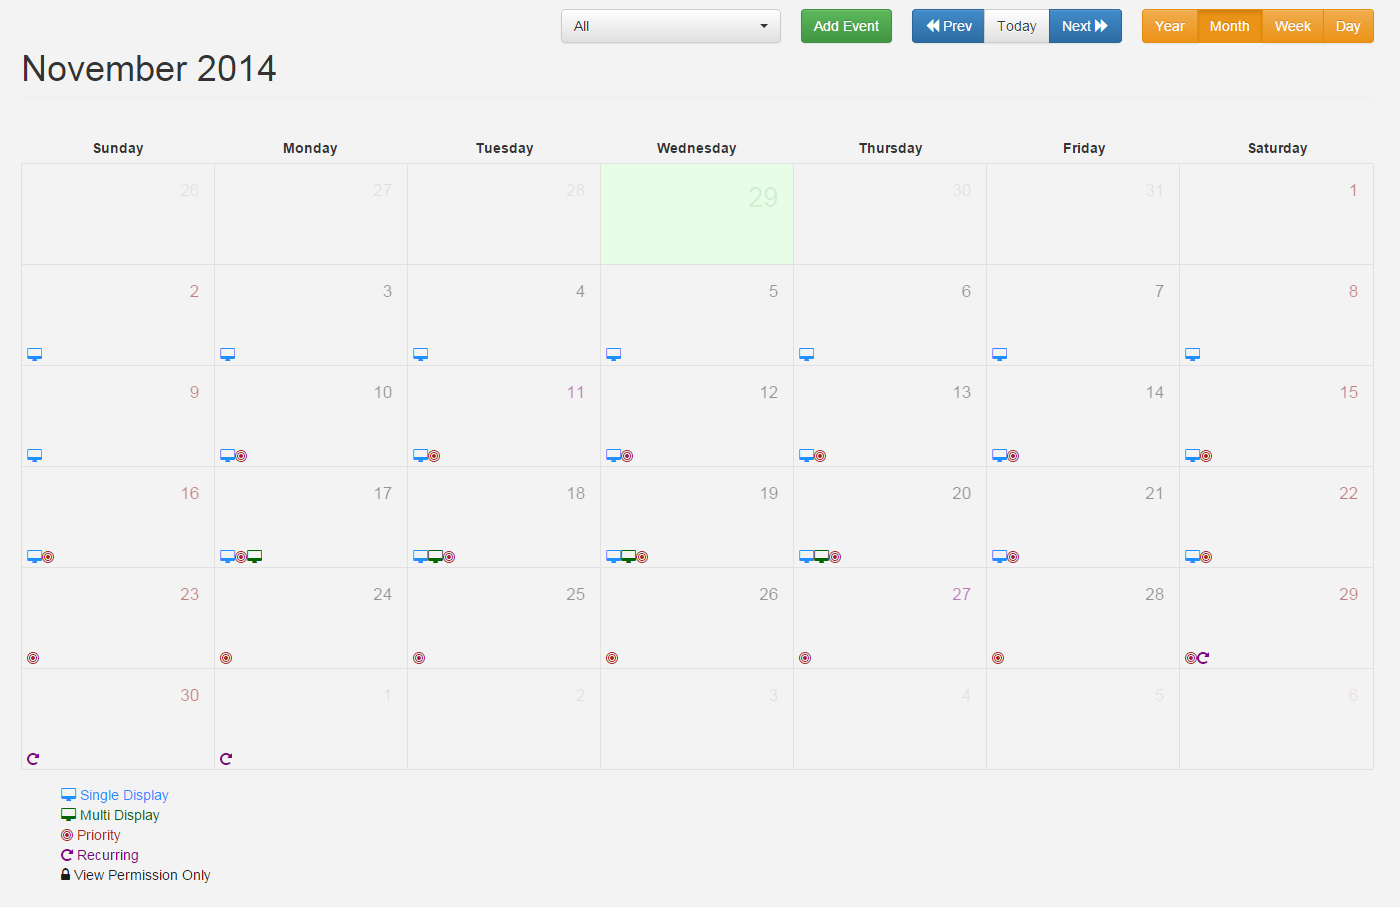 All
Add Event
Prev Today Next
Year Month Week Day
November 2014
Sunday Monday Tuesday Wednesday Thursday Friday Saturday
26 27 28 29 30 31 1
2 3 4 5 6 7 8
9 10 11 12 13 14 15
16 17 18 19 20 21 22
23 24 25 26 27 28 29
30 1 2 3 4 5 6
Single Display
Multi Display
Priority
Recurring
View Permission Only